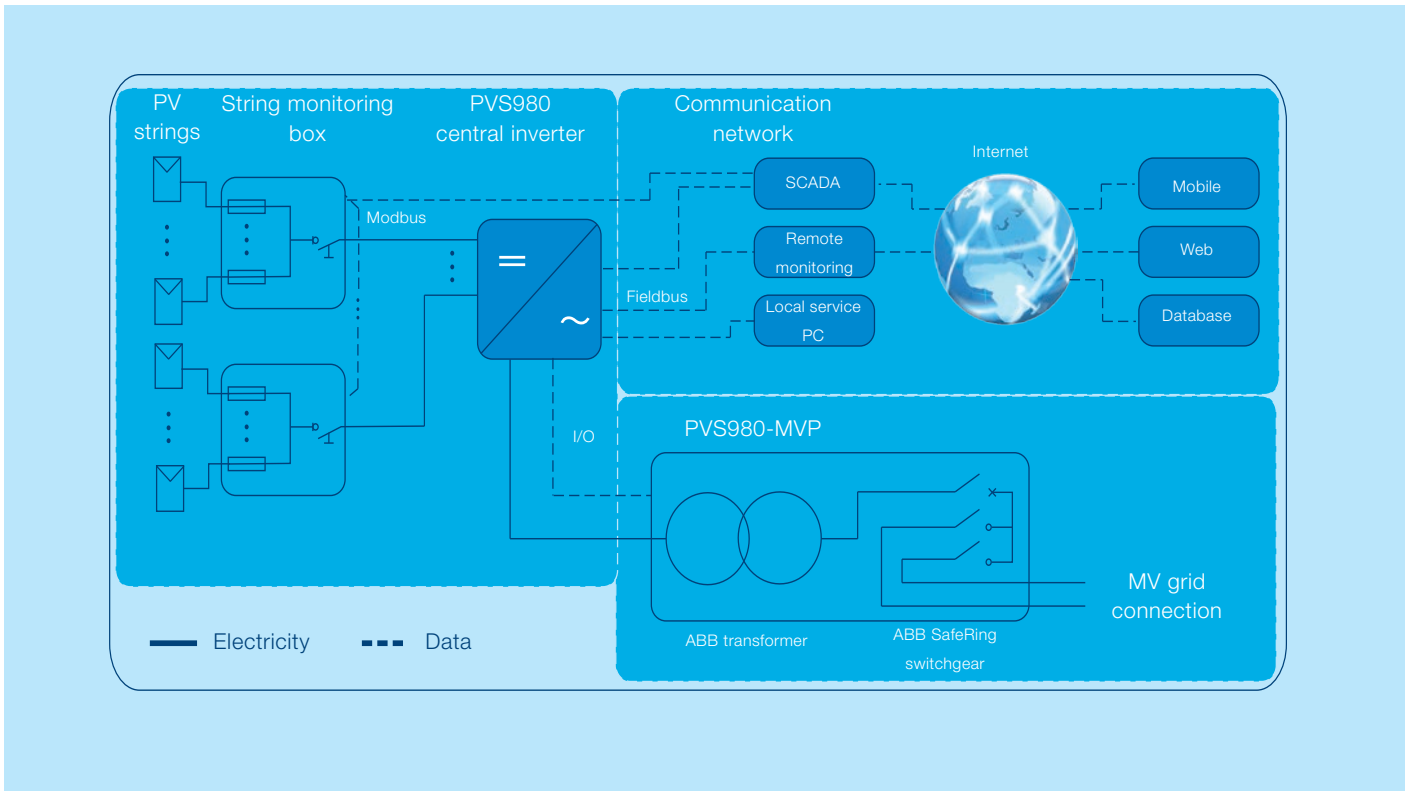 PV
strings
String monitoring
box
PVS980
central inverter
Modbus
Communication
network
Internet
SCADA
Remote
monitoring
Fieldbus
Local service
PC
Mobile
Web
Database
I/O
PVS980-MVP
MV grid
connection
ABB transformer
ABB SafeRing
switchgear
Electricity
Data